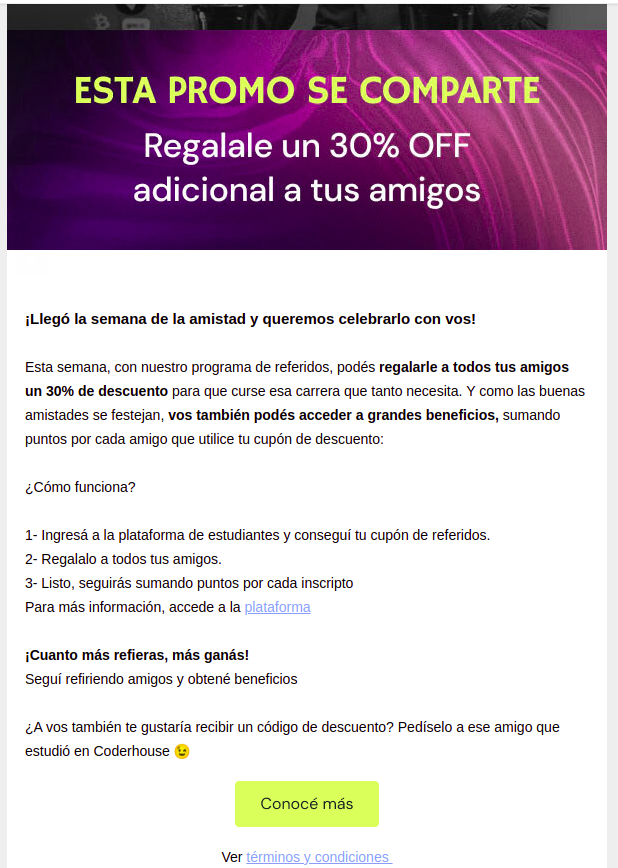 ESTA PROMO SE COMPARTE
Regalale un 30% OFF
adicional a tus amigos
¡Llegó la semana de la amistad y queremos celebrarlo con vos!
Esta semana, con nuestro programa de referidos, podés regalarle a todos tus amigos
un 30% de descuento para que curse esa carrera que tanto necesita. Y como las buenas
amistades se festejan, vos también podés acceder a grandes beneficios, sumando
puntos por cada amigo que utilice tu cupón de descuento:
¿Cómo funciona?
1- Ingresá a la plataforma de estudiantes y conseguí tu cupón de referidos.
2- Regalalo a todos tus amigos.
3- Listo, seguirás sumando puntos por cada inscripto
Para más información, accede a la plataforma
¡Cuanto más refieras, más ganás!
Seguí refiriendo amigos y obtené beneficios
¿A vos también te gustaría recibir un código de descuento? Pedíselo a ese amigo que
estudió en Coderhouse 😉
Conocé más
Ver términos y condiciones